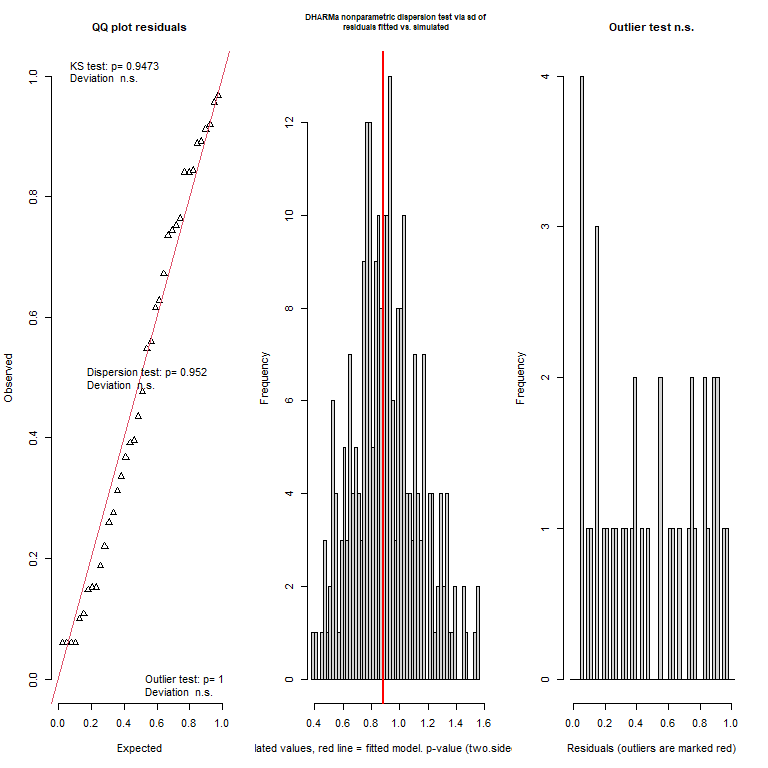 QQ plot residuals
KS test: p= 0.9473
Deviation n.s.
Dispersion test: p= 0.952
Deviation n.s.
Outlier test: p= 1
Deviation n.s.
Observed
0.0 0.2 0.4 0.6 0.8 1.0
0.0 0.2 0.4 0.6 0.8 1.0
Expected
DHARMa nonparametric dispersion test via sd of
residuals fitted vs. simulated
Frequency
0 2 4 6 8 10 12
0.4 0.6 0.8 1.0 1.2 1.4 1.6
lated values, red line = fitted model. p-value (two.side
Outlier test n.s.
Frequency
0 1 2 3 4
0.0 0.2 0.4 0.6 0.8 1.0
Residuals (outliers are marked red)